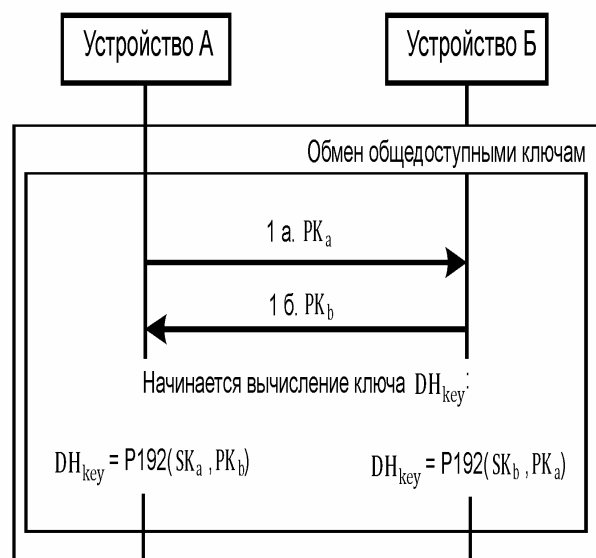 Устройство А
Устройство Б
Обмен общедоступными ключам
1 а. PKa
1 б. PKb
Начинается вычисление ключа DHkey:
DHkey = P192( SKa , PKb)
DHkey = P192( SKb , PKa)